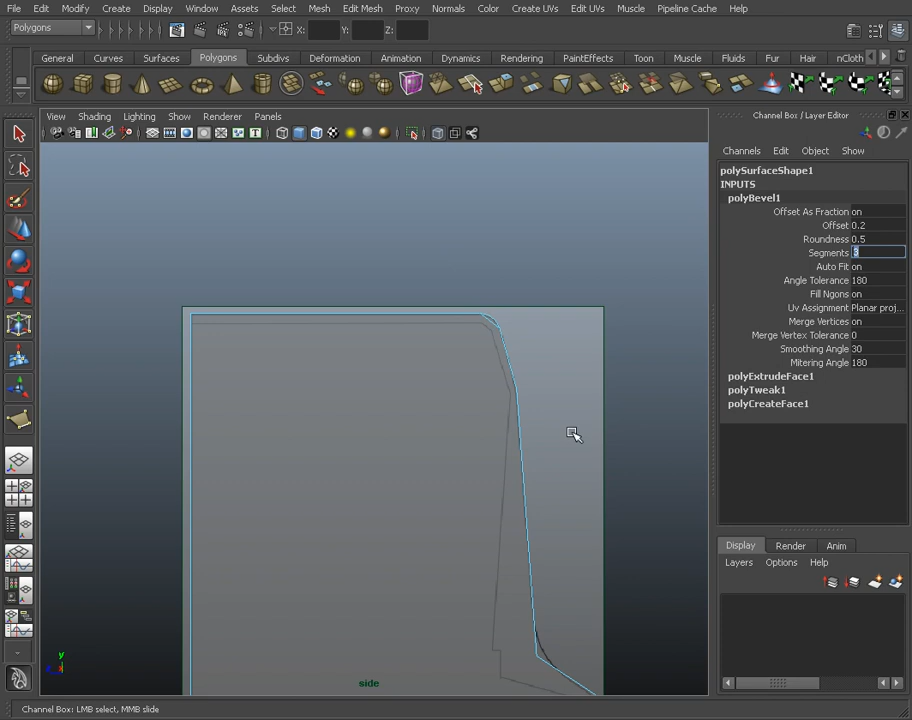 File Edit Modify Create Display Window Assets Select Mesh Edit Mesh Proxy Normals Color Create UVs Edit UVs Muscle Pipeline Cache Help
Polygons X: Y: Z:
General Curves Surfaces Polygons Subdivs Deformation Animation Dynamics Rendering PaintEffects Toon Muscle Fluids Fur Hair nCloth
View Shading Lighting Show Renderer Panels
Channel Box / Layer Editor
Channels Edit Object Show
polySurfaceShape1
INPUTS
polyBevel1
Offset As Fraction on
Offset 0.2
Roundness 0.5
Segments 3
Auto Fit on
Angle Tolerance 180
Fill Ngons on
Uv Assignment Planar proj...
Merge Vertices on
Merge Vertex Tolerance 0
Smoothing Angle 30
Mitering Angle 180
polyExtrudeFace1
polyTweak1
polyCreateFace1
Display Render Anim
Layers Options Help
y
side
Channel Box: LMB select, MMB slide